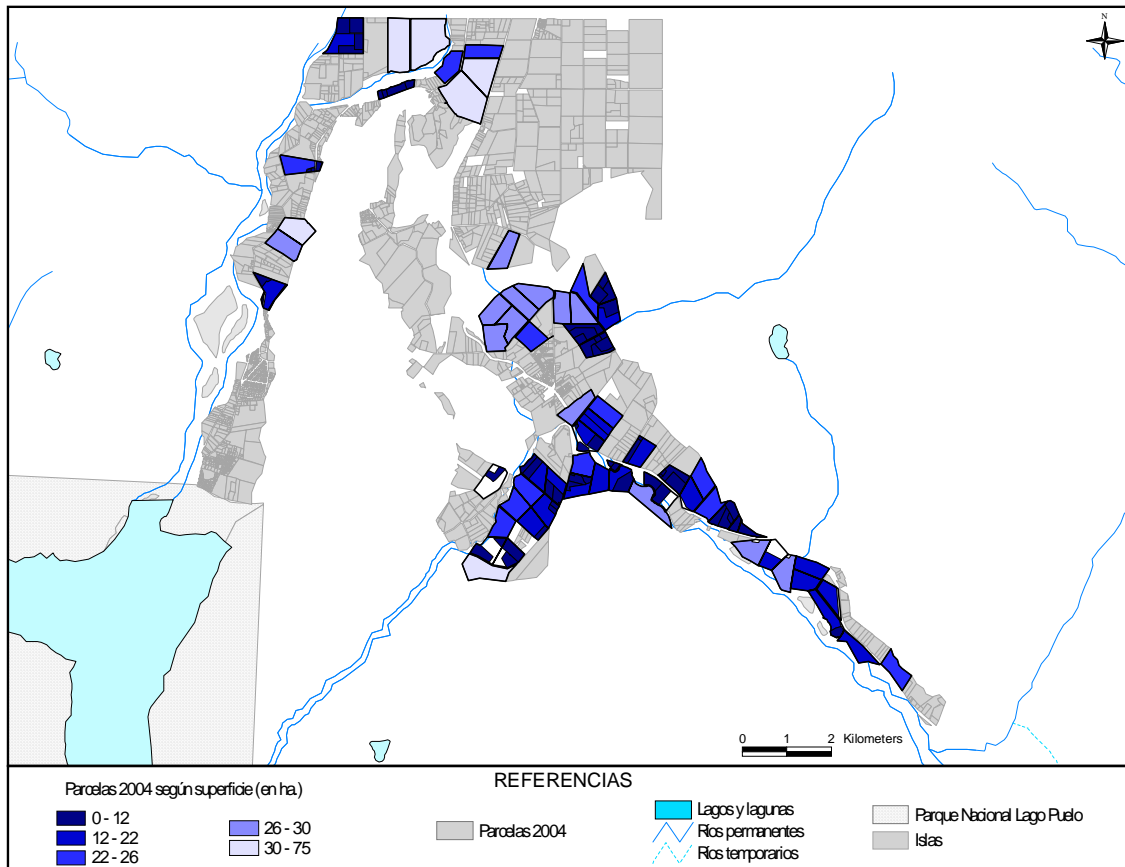 N
0 1 2 Kilometers
REFERENCIAS
Parcelas 2004 según superficie (en ha.)
0 - 12
12 - 22
22 - 26
26 - 30
30 - 75
Parcelas 2004
Lagos y lagunas
Ríos permanentes
Ríos temporarios
Parque Nacional Lago Puelo
Islas